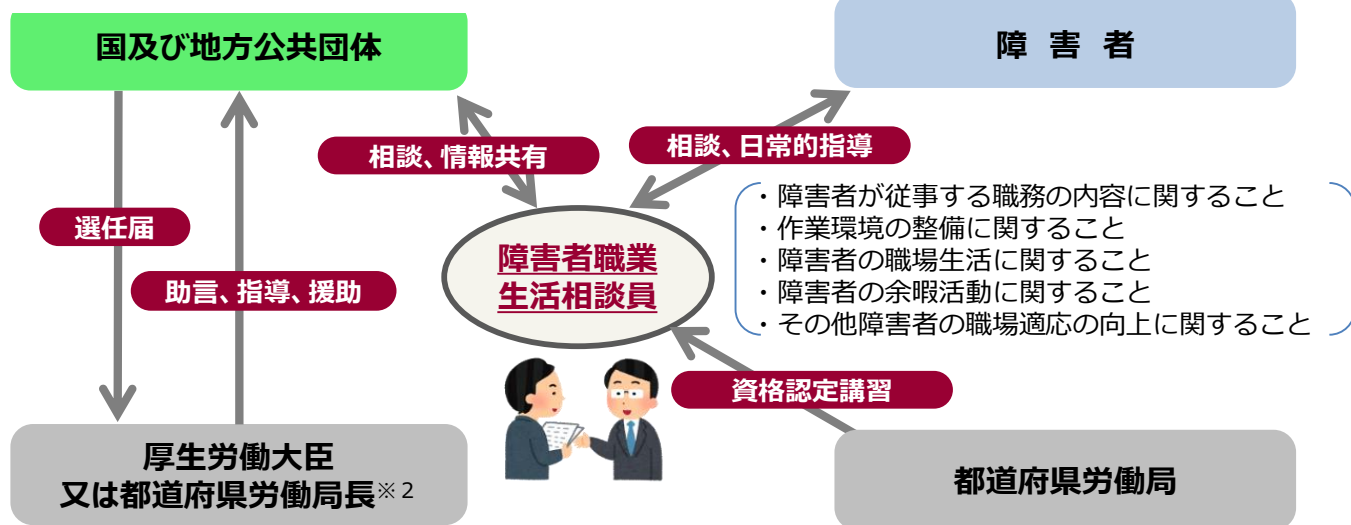 国及び地方公共団体
障 害 者
相談、情報共有
相談、日常的指導
・障害者が従事する職務の内容に関すること
・作業環境の整備に関すること
・障害者の職場生活に関すること
・障害者の余暇活動に関すること
・その他障害者の職場適応の向上に関すること
選任届
助言、指導、援助
障害者職業
生活相談員
資格認定講習
厚生労働大臣
又は都道府県労働局長※2
都道府県労働局